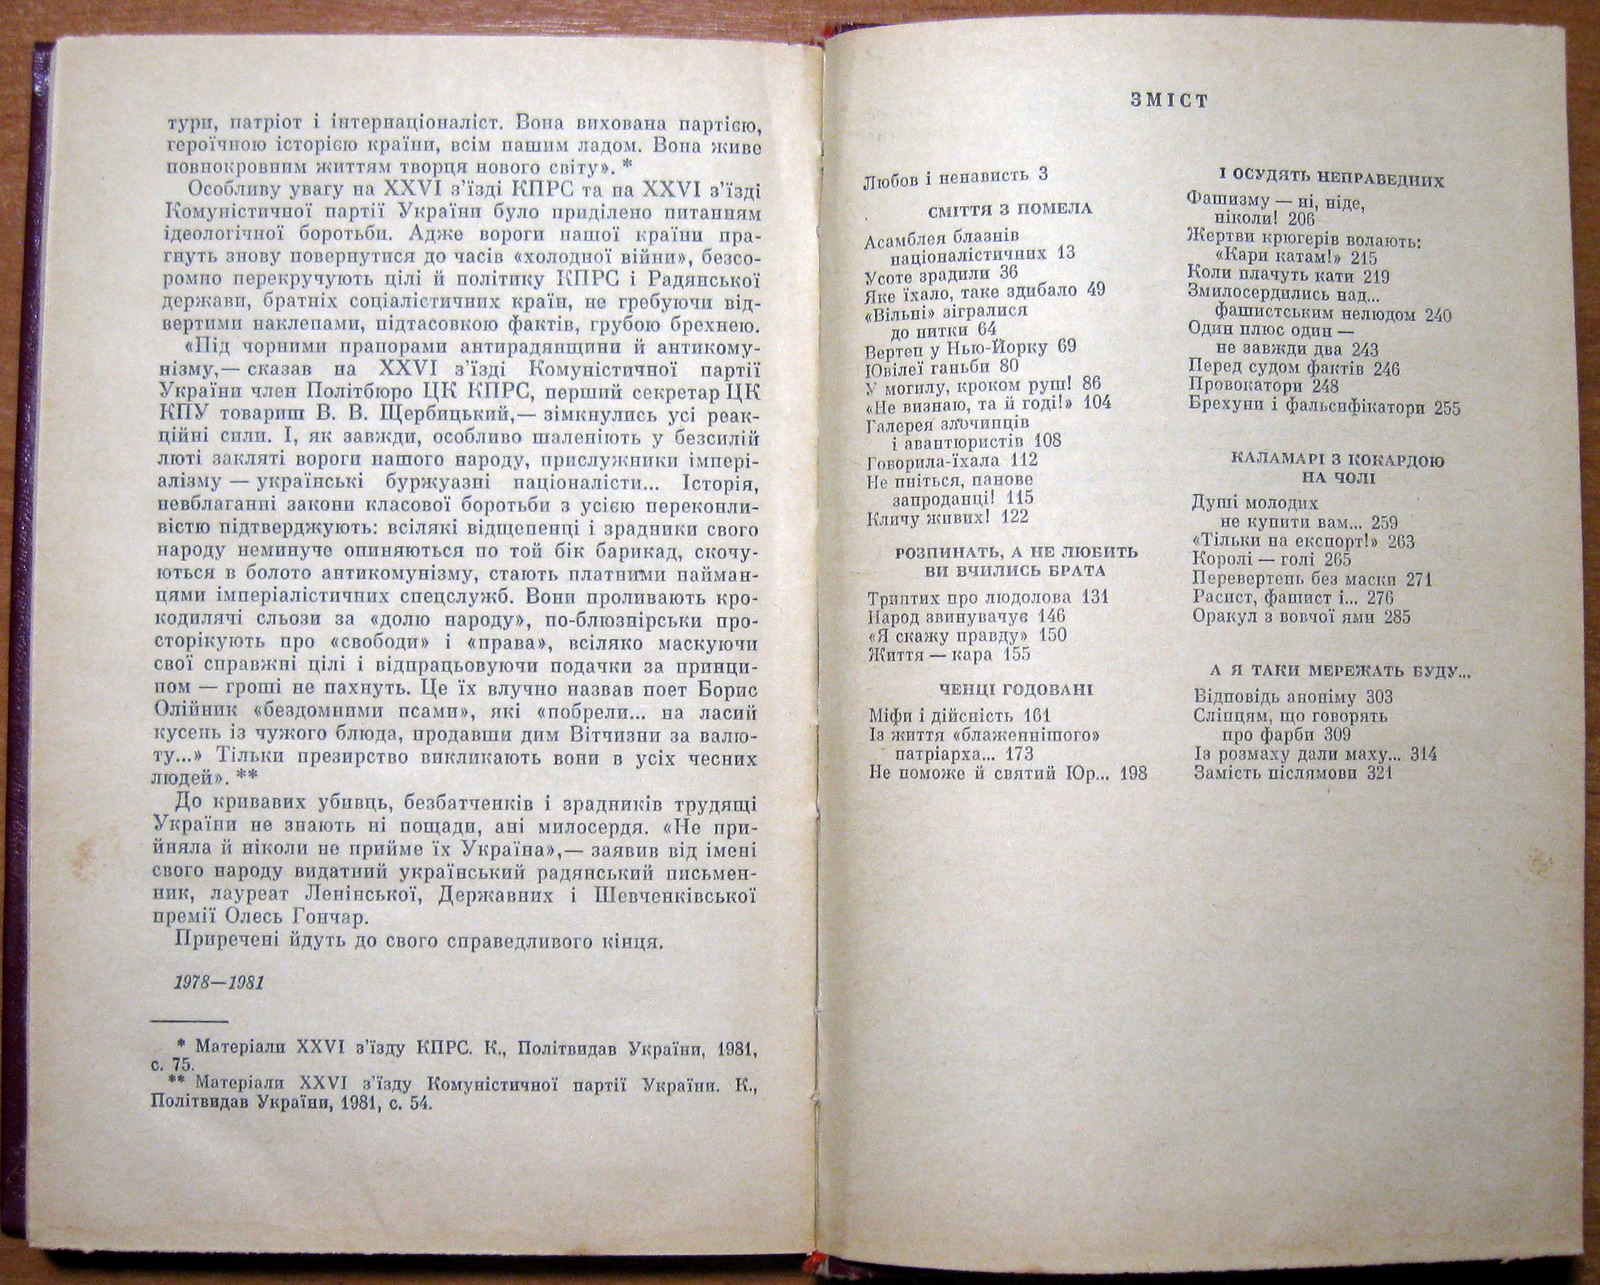 тури, патріот і інтернаціоналіст. Вона вихована партією,
героїчною історією країни, всім нашим ладом. Вона живе
повнокровним життям творця нового світу». *
Особливу увагу на XXVI з’їзді КПРС та на XXVI з’їзді
Комуністичної партії України було приділено питанням
ідеологічної боротьби. Адже вороги нашої країни пра-
гнуть знову повернутися до часів «холодної війни», безсо-
ромно перекручують цілі й політику КПРС і Радянської
держави, братніх соціалістичних країн, не гребуючи від-
вертими наклепами, підтасовкою фактів, грубою брехнею.
«Під чорними прапорами антирадянщини й антикому-
нізму,— сказав на XXVI з’їзді Комуністичної партії
України член Політбюро ЦК КПРС, перший секретар ЦК
КПУ товариш В. В. Щербицький,— зімкнулись усі реак-
ційні сили. І, як завжди, особливо шаленіють у безсилій
люті закляті вороги нашого народу, прислужники імпері-
алізму — українські буржуазні націоналісти... Історія,
невблаганні закони класової боротьби з усією переконли-
вістю підтверджують: всілякі відщепенці і зрадники свого
народу неминуче опиняються по той бік барикад, скочу-
ються в болото антикомунізму, стають платними найман-
цями імперіалістичних спецслужб. Вони проливають кро-
кодилячі сльози за «долю народу», по-блюзнірськи про-
сторікують про «свободи» і «права», всіляко маскуючи
свої справжні цілі і відпрацьовуючи подачки за принци-
пом — гроші не пахнуть. Це їх влучно назвав поет Борис
Олійник «бездомними псами», які «побрели... на ласий
кусень із чужого блюда, продавши дим Вітчизни за валю-
ту...» Тільки презирство викликають вони в усіх чесних
людей». **
До кривавих убивць, безбатченків і зрадників трудящі
України не знають ні пощади, ані милосердя. «Не при-
йняла й ніколи не прийме їх Україна»,— заявив від імені
свого народу видатний український радянський письмен-
ник, лауреат Ленінської, Державних і Шевченківської
премії Олесь Гончар.
Приречені йдуть до свого справедливого кінця.
1978—1981
* Матеріали XXVI з’їзду КПРС. К., Політвидав України, 1981,
с. 75.
** Матеріали XXVI з’їзду Комуністичної партії України. К.,
Політвидав України, 1981, с. 54.
ЗМІСТ
Любов і ненависть 3
СМІТТЯ З ПОМЕЛА
Асамблея блазнів
націоналістичних 13
Усоте зрадили 36
Яке їхало, таке здибало 49
«Вільні» зігралися
до нитки 64
Вертеп у Нью-Йорку 69
Ювілеї ганьби 80
У могилу, кроком руш! 86
«Не визнаю, та й годі!» 104
Галерея злочинців
і авантюристів 108
Говорила-їхала 112
Не пніться, панове
запроданці! 115
Кличу живих! 122
РОЗПИНАТЬ, А НЕ ЛЮБИТЬ
ВИ ВЧИЛИСЬ БРАТА
Триптих про людолова 131
Народ звинувачує 146
«Я скажу правду» 150
Життя — кара 155
ЧЕНЦІ ГОДОВАНІ
Міфи і дійсність 161
Із життя «блаженнішого»
патріарха... 173
Не поможе й святий Юр... 198
І ОСУДЯТЬ НЕПРАВЕДНИХ
Фашизму — ні, ніде,
ніколи! 206
Жертви крюгерів волають:
«Кари катам!» 215
Коли плачуть кати 219
Змилосердились над...
фашистським нелюдом 240
Один плюс один —
не завжди два 243
Перед судом фактів 246
Провокатори 248
Брехуни і фальсифікатори 255
КАЛАМАРІ З КОКАРДОЮ
НА ЧОЛІ
Душі молодих
не купити вам... 259
«Тільки на експорт!» 263
Королі — голі 265
Перевертень без маски 271
Расист, фашист і... 276
Оракул з вовчої ями 285
А Я ТАКИ МЕРЕЖАТЬ БУДУ...
Відповідь аноніму 303
Сліпцям, що говорять
про фарби 309
Із розмаху дали маху... 314
Замість післямови 321